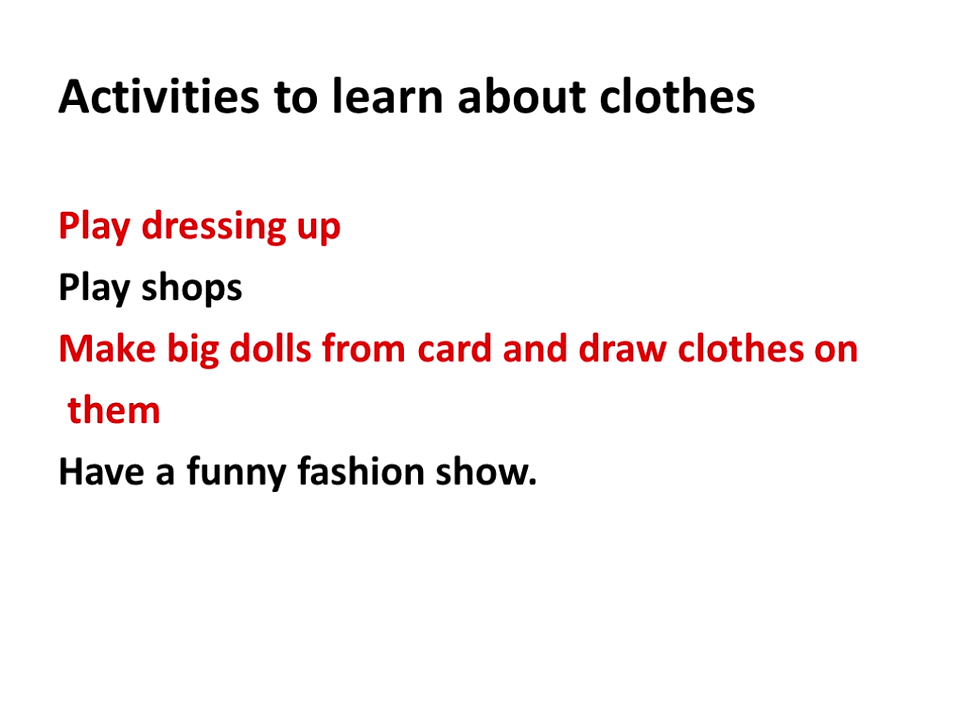 Activities to learn about clothes
Play dressing up
Play shops
Make big dolls from card and draw clothes on
them
Have a funny fashion show.